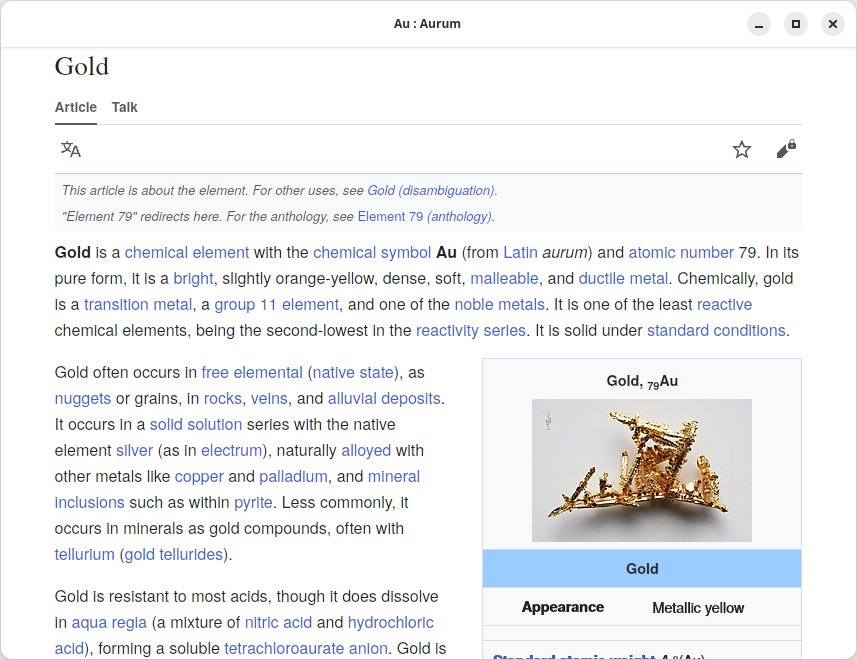 Au : Aurum
Gold
Article Talk
This article is about the element. For other uses, see Gold (disambiguation).
"Element 79" redirects here. For the anthology, see Element 79 (anthology).
Gold is a chemical element with the chemical symbol Au (from Latin aurum) and atomic number 79. In its
pure form, it is a bright, slightly orange-yellow, dense, soft, malleable, and ductile metal. Chemically, gold
is a transition metal, a group 11 element, and one of the noble metals. It is one of the least reactive
chemical elements, being the second-lowest in the reactivity series. It is solid under standard conditions.
Gold often occurs in free elemental (native state), as
nuggets or grains, in rocks, veins, and alluvial deposits.
It occurs in a solid solution series with the native
element silver (as in electrum), naturally alloyed with
other metals like copper and palladium, and mineral
inclusions such as within pyrite. Less commonly, it
occurs in minerals as gold compounds, often with
tellurium (gold tellurides).
Gold is resistant to most acids, though it does dissolve
in aqua regia (a mixture of nitric acid and hydrochloric
acid), forming a soluble tetrachloroaurate anion. Gold is
Gold, 79Au
Gold
Appearance Metallic yellow
Standard atomic weight A°(Au)